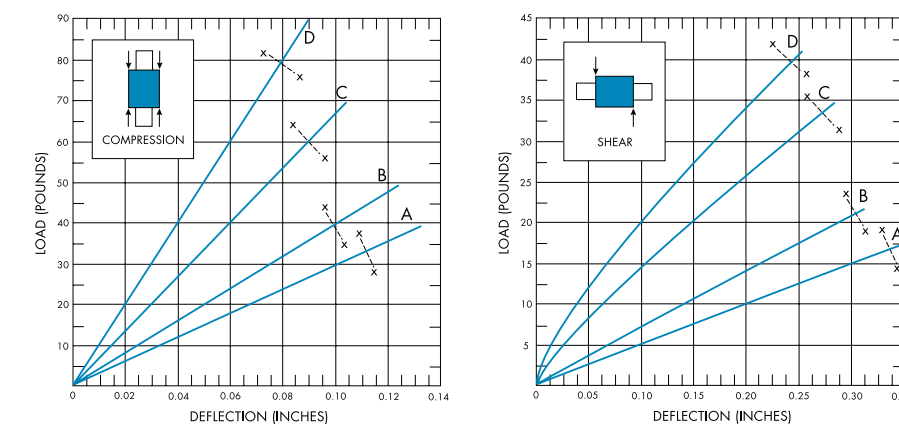 90
80
70
60
50
40
30
20
10
0
0.02
0.04
0.06
0.08
0.10
0.12
0.14
LOAD (POUNDS)
DEFLECTION (INCHES)
COMPRESSION
D
C
B
A
x x
x x
x x
x x
45
40
35
30
25
20
15
10
5
0
0.05
0.10
0.15
0.20
0.25
0.30
LOAD (POUNDS)
DEFLECTION (INCHES)
SHEAR
D
C
B
A
x x
x x
x x
x x